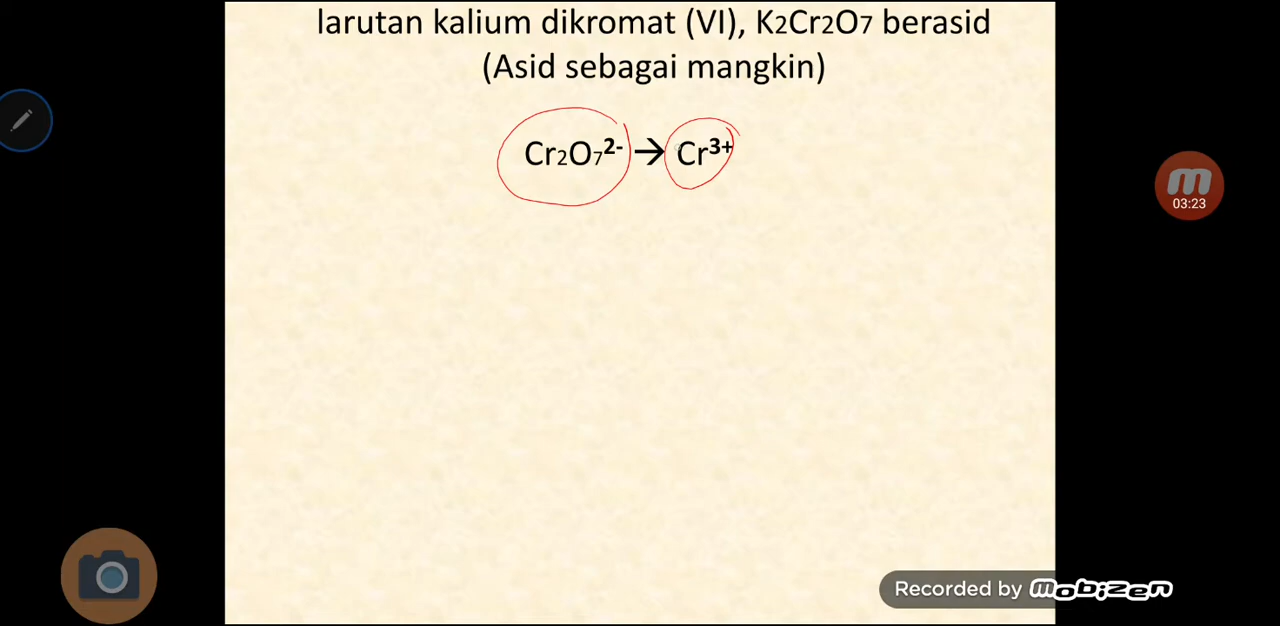 larutan kalium dikromat (VI), K2Cr2O7 berasid
(Asid sebagai mangkin)
Cr2O7²⁻ → Cr³⁺
03:23
Recorded by mobizen